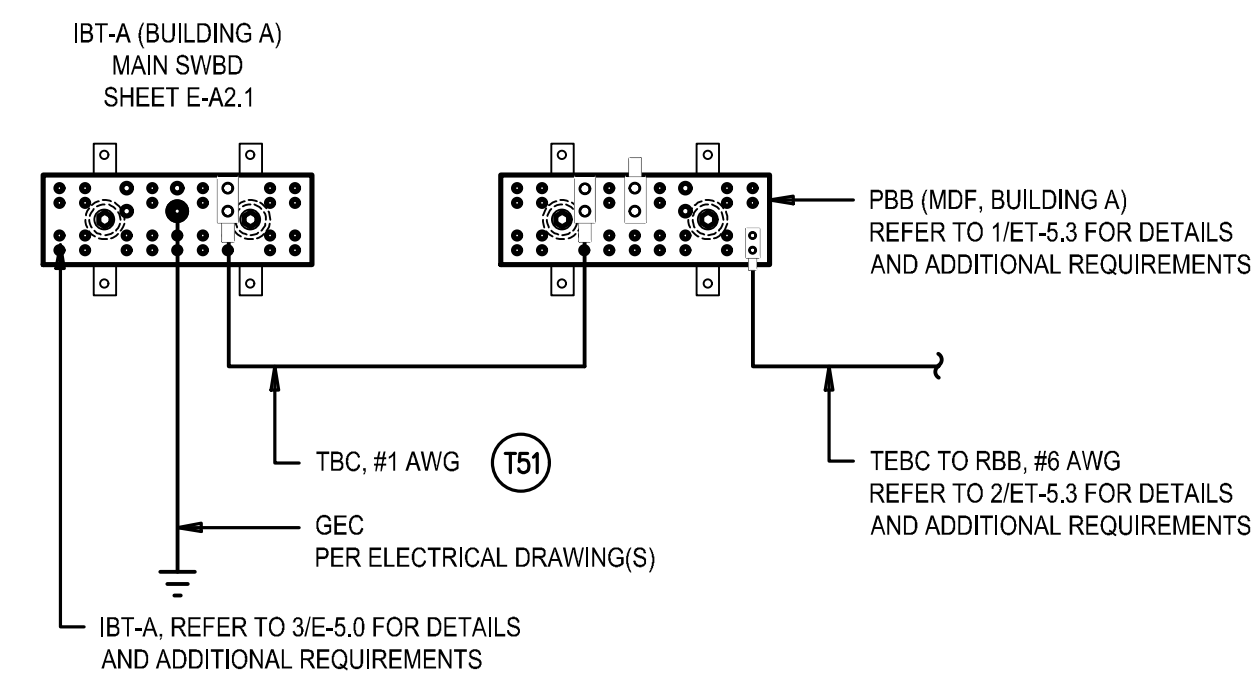 IBT-A (BUILDING A)
MAIN SWBD
SHEET E-A2.1
PBB (MDF, BUILDING A)
REFER TO 1/ET-5.3 FOR DETAILS
AND ADDITIONAL REQUIREMENTS
TBC, #1 AWG
T51
TEBC TO RBB, #6 AWG
REFER TO 2/ET-5.3 FOR DETAILS
AND ADDITIONAL REQUIREMENTS
GEC
PER ELECTRICAL DRAWING(S)
IBT-A, REFER TO 3/E-5.0 FOR DETAILS
AND ADDITIONAL REQUIREMENTS